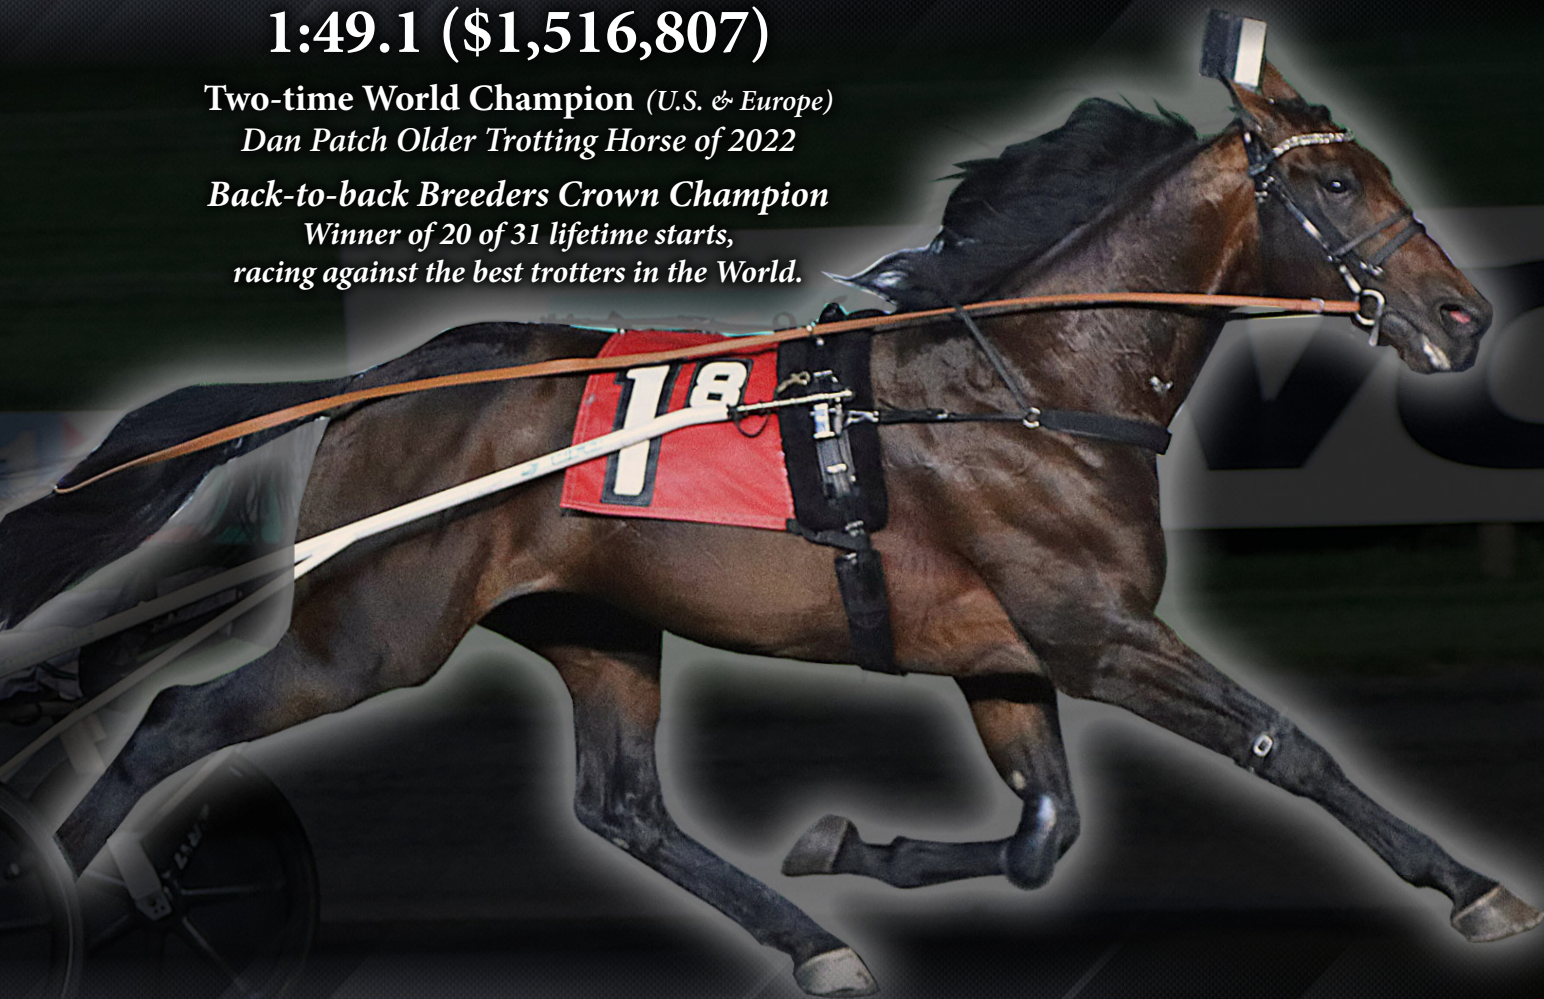 1:49.1 ($1,516,807)
Two-time World Champion (U.S. & Europe)
Dan Patch Older Trotting Horse of 2022
Back-to-back Breeders Crown Champion
Winner of 20 of 31 lifetime starts,
racing against the best trotters in the World.
1 8